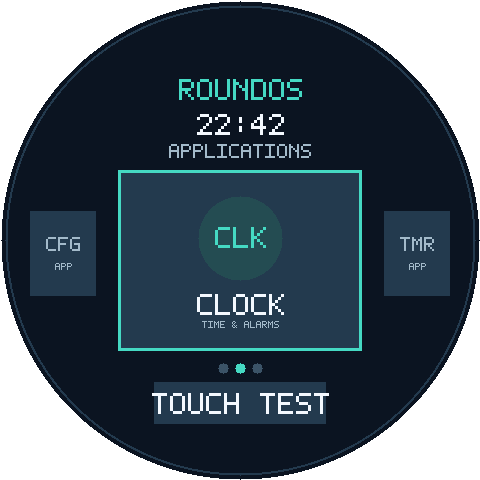 ROUNDOS
22:42
APPLICATIONS
CFG
APP
CLK
CLOCK
TIME & ALARMS
TMR
APP
TOUCH TEST